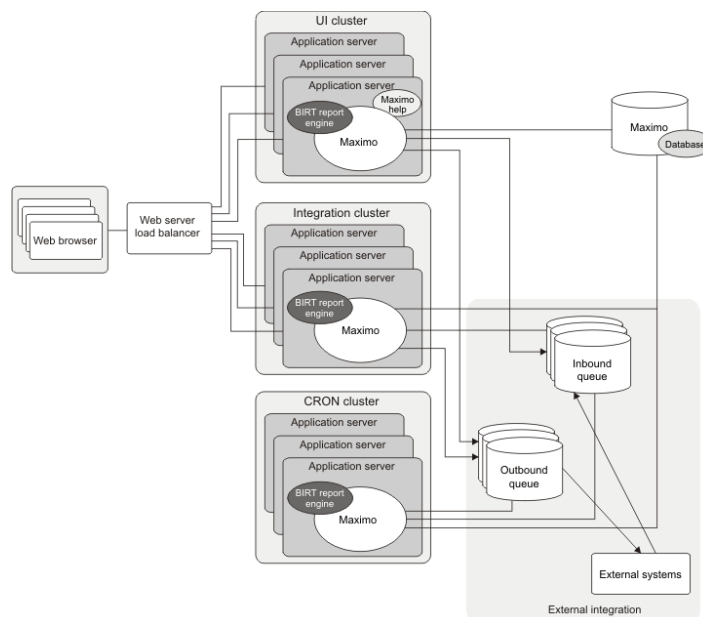 UI cluster
Application server
Application server
Application server
BIRT report
engine
Maximo
help
Maximo
Maximo
Database
Web browser
Web server
load balancer
Integration cluster
Application server
Application server
Application server
BIRT report
engine
Maximo
Inbound
queue
CRON cluster
Application server
Application server
Application server
BIRT report
engine
Maximo
Outbound
queue
External systems
External integration